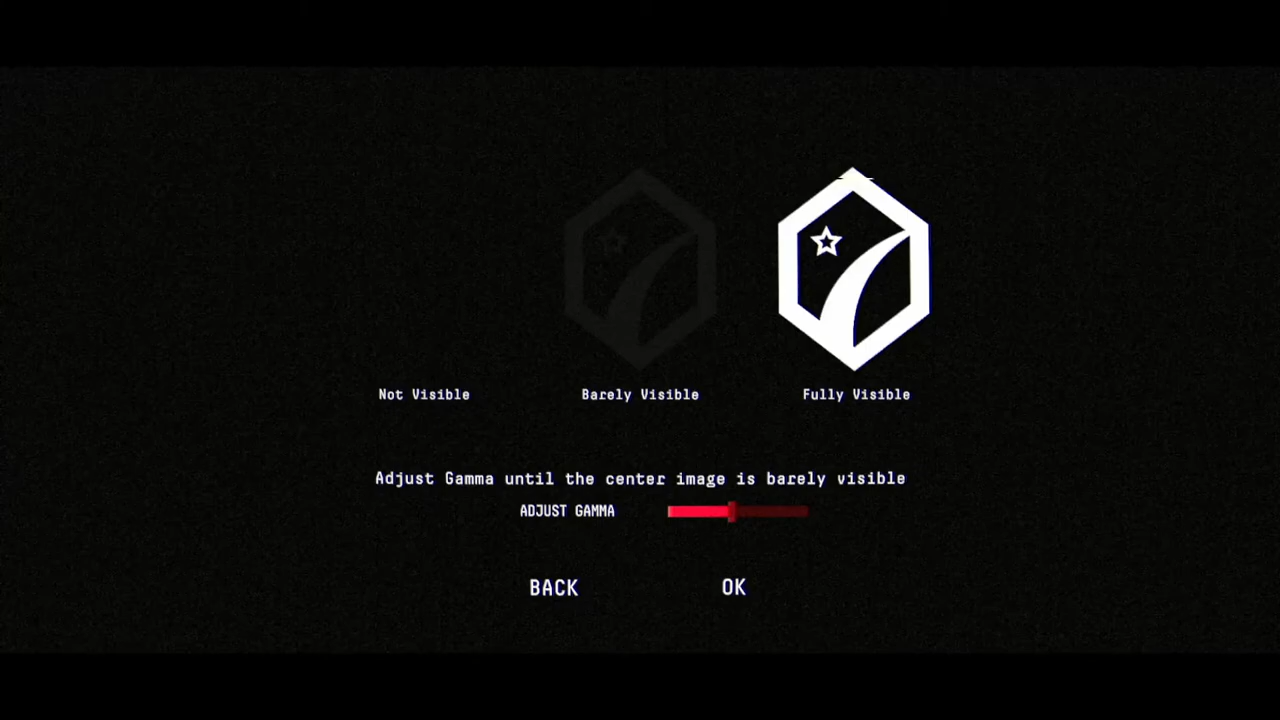 Not Visible Barely Visible Fully Visible
Adjust Gamma until the center image is barely visible
ADJUST GAMMA
BACK OK